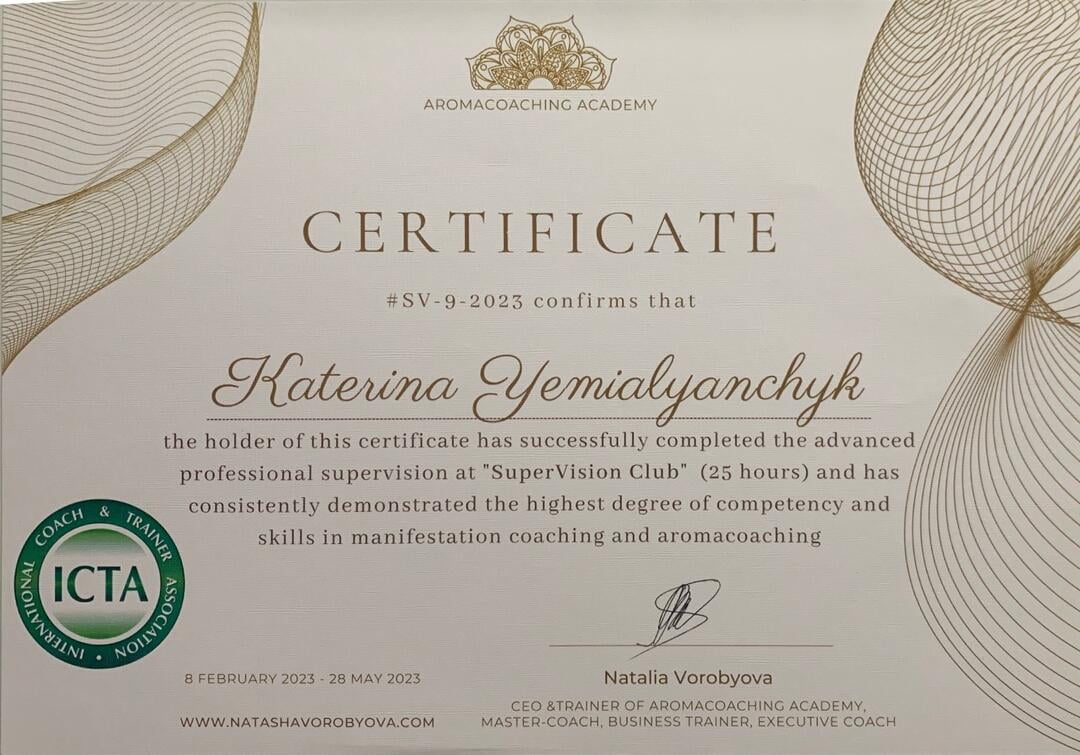 AROMACOACHING ACADEMY
CERTIFICATE
#SV-9-2023 confirms that
Katerina Yemialyanchyk
the holder of this certificate has successfully completed the advanced
professional supervision at "SuperVision Club" (25 hours) and has
consistently demonstrated the highest degree of competency and
skills in manifestation coaching and aromacoaching
INTERNATIONAL COACH & TRAINER ASSOCIATION •
ICTA
8 FEBRUARY 2023 - 28 MAY 2023
WWW.NATASHAVOROBYOVA.COM
Natalia Vorobyova
CEO &TRAINER OF AROMACOACHING ACADEMY,
MASTER-COACH, BUSINESS TRAINER, EXECUTIVE COACH